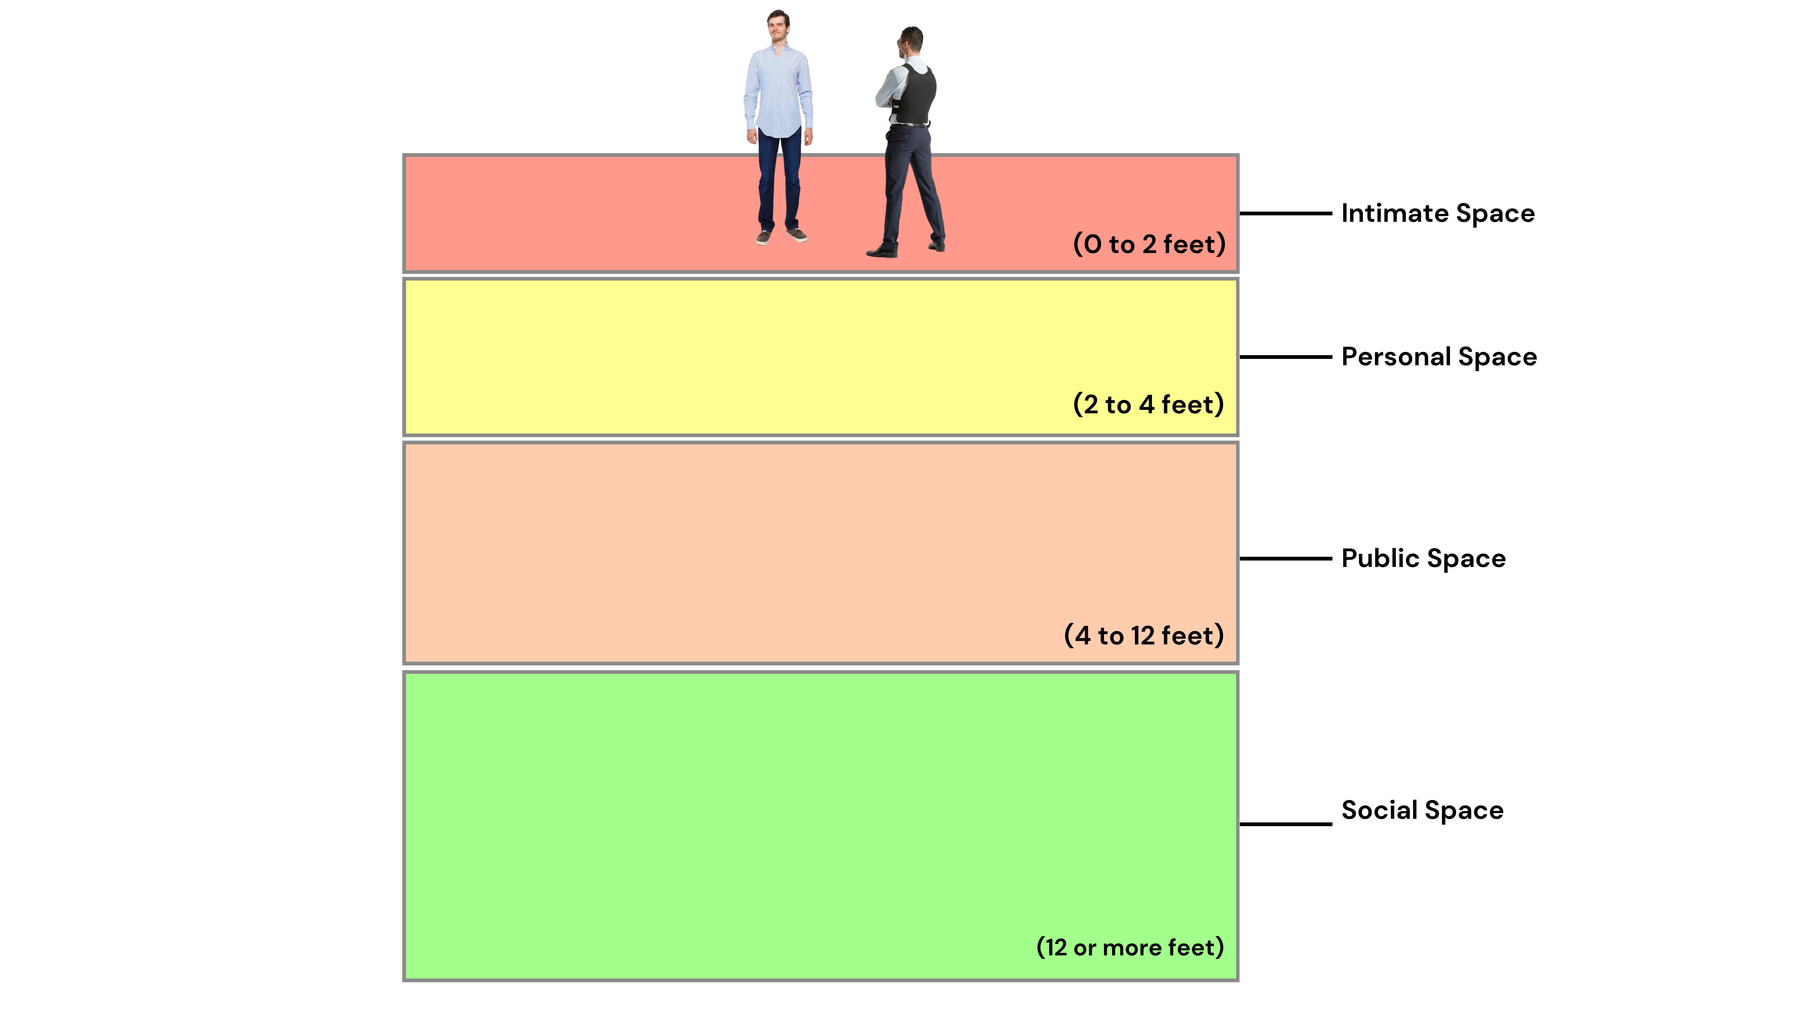 Intimate Space
(0 to 2 feet)
Personal Space
(2 to 4 feet)
Public Space
(4 to 12 feet)
Social Space
(12 or more feet)